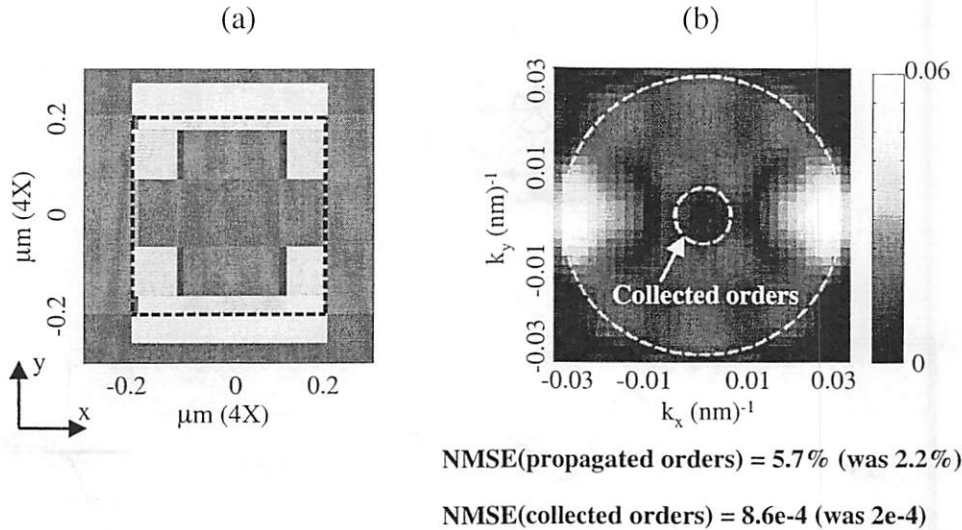 (a)
(b)
μm (4X)
0.2
0
-0.2
-0.2
0
0.2
μm (4X)
y
x
k_y (nm)⁻¹
0.03
0.01
-0.01
-0.03
-0.03
-0.01
0.01
0.03
k_x (nm)⁻¹
Collected orders
0.06
0
NMSE(propagated orders) = 5.7% (was 2.2%)
NMSE(collected orders) = 8.6e-4 (was 2e-4)